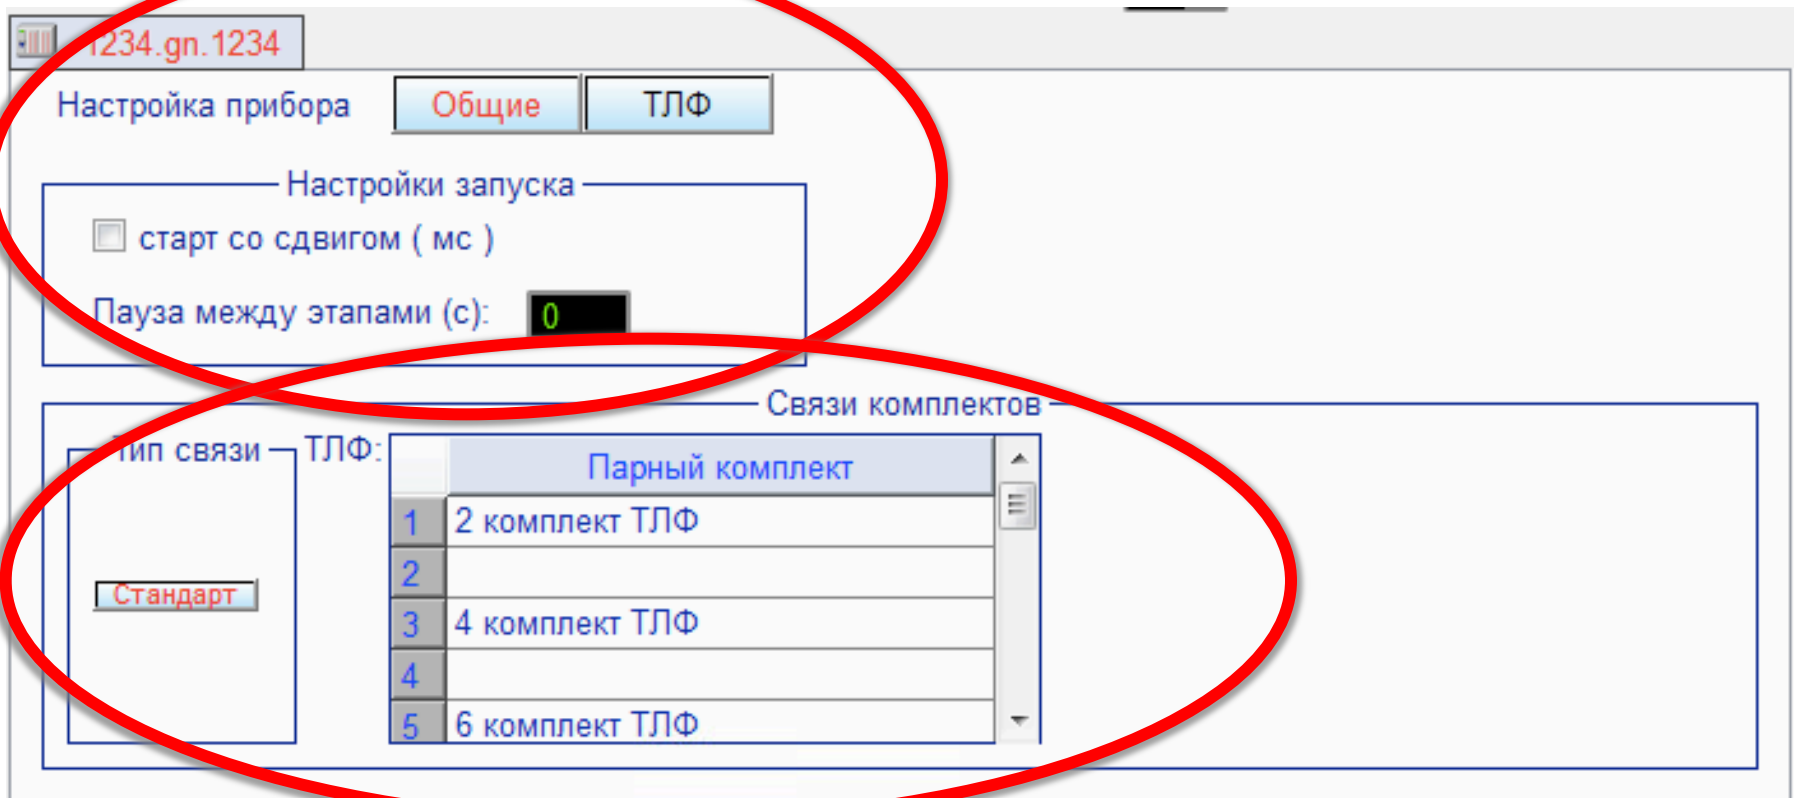 1234.gn.1234
Настройка прибора Общие ТЛФ
Настройки запуска
старт со сдвигом ( мс )
Пауза между этапами (с): 0
Связи комплектов
Тип связи ТЛФ: Парный комплект
1 2 комплект ТЛФ
2
Стандарт
3 4 комплект ТЛФ
4
5 6 комплект ТЛФ